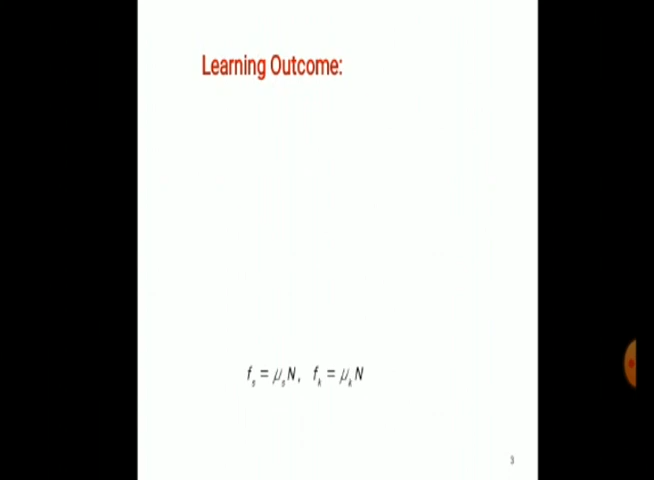 Learning Outcome:
fₛ = μₛN, fₖ = μₖN
3